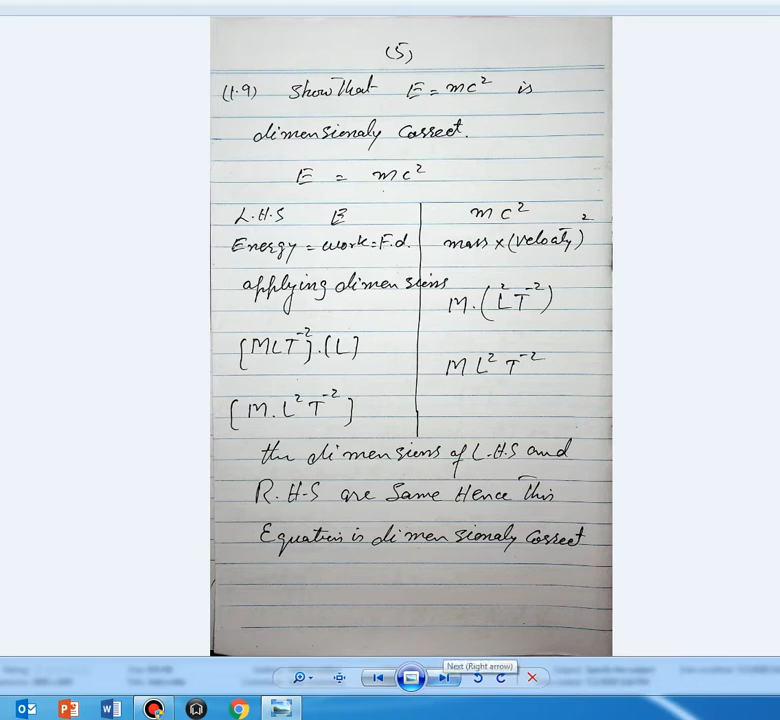 (5)
(1.9) Show that E = mc² is
dimensionaly correct.
E = mc²
L.H.S E
mc²
Energy = work = F.d.
mass × (velocity)²
applying dimensions
M.(L²T⁻²)
[MLT⁻²].[L]
ML²T⁻²
[M.L²T⁻²]
the dimensions of L.H.S and
R.H-S are Same Hence This
Equation is dimensionaly correct
Next (Right arrow)